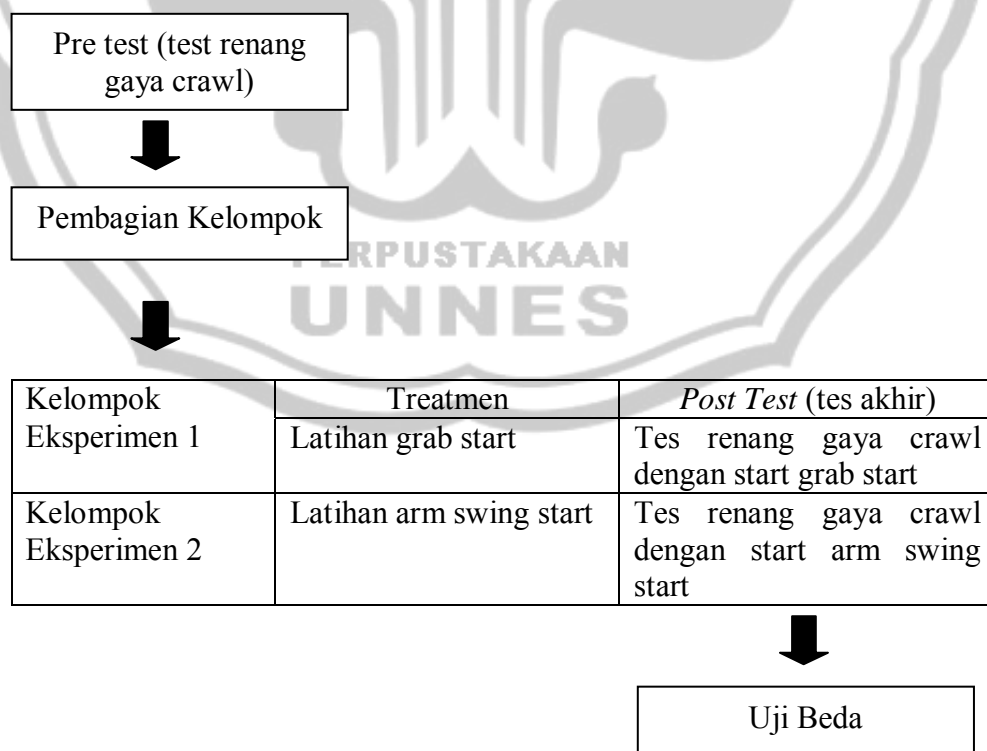 Pre test (test renang
gaya crawl)
Pembagian Kelompok
PERPUSTAKAAN
UNNES
Kelompok
Eksperimen 1
Treatmen
Post Test (tes akhir)
Latihan grab start
Tes renang gaya crawl
dengan start grab start
Kelompok
Eksperimen 2
Latihan arm swing start
Tes renang gaya crawl
dengan start arm swing
start
Uji Beda